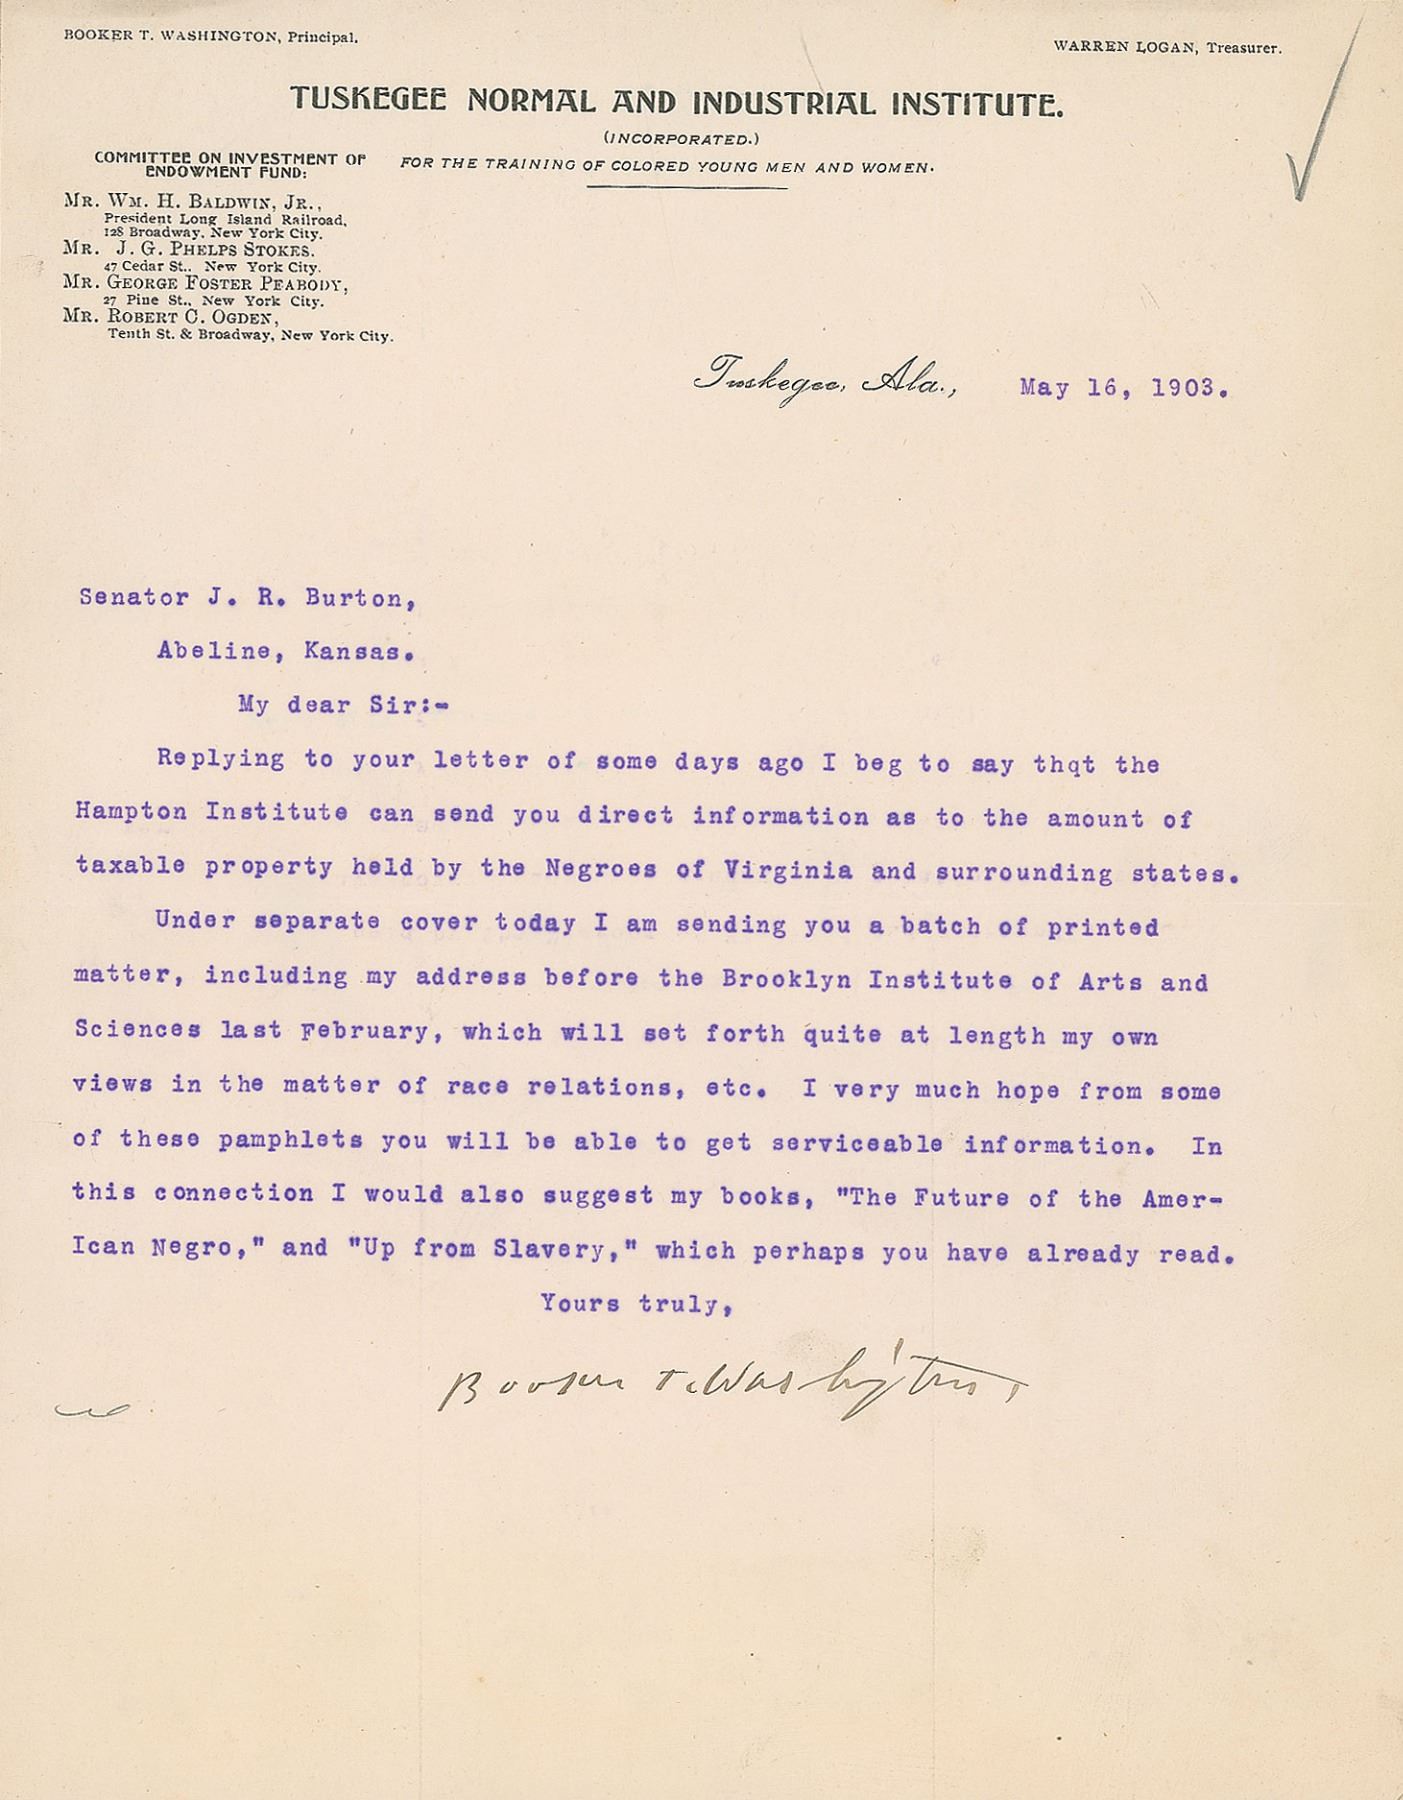 BOOKER T. WASHINGTON, Principal.
WARREN LOGAN, Treasurer.
TUSKEGEE NORMAL AND INDUSTRIAL INSTITUTE.
(INCORPORATED.)
FOR THE TRAINING OF COLORED YOUNG MEN AND WOMEN.
COMMITTEE ON INVESTMENT OF
ENDOWMENT FUND:
MR. WM. H. BALDWIN, JR.,
President Long Island Railroad,
128 Broadway, New York City.
MR. J. G. PHELPS STOKES.
47 Cedar St., New York City.
MR. GEORGE FOSTER PEABODY,
27 Pine St., New York City.
MR. ROBERT C. OGDEN,
Tenth St. & Broadway, New York City.
Tuskegee, Ala., May 16, 1903.
Senator J. R. Burton,
Abeline, Kansas.
My dear Sir:-
Replying to your letter of some days ago I beg to say thqt the
Hampton Institute can send you direct information as to the amount of
taxable property held by the Negroes of Virginia and surrounding states.
Under separate cover today I am sending you a batch of printed
matter, including my address before the Brooklyn Institute of Arts and
Sciences last February, which will set forth quite at length my own
views in the matter of race relations, etc. I very much hope from some
of these pamphlets you will be able to get serviceable information. In
this connection I would also suggest my books, "The Future of the Amer-
Ican Negro," and "Up from Slavery," which perhaps you have already read.
Yours truly,
Booker T. Washington